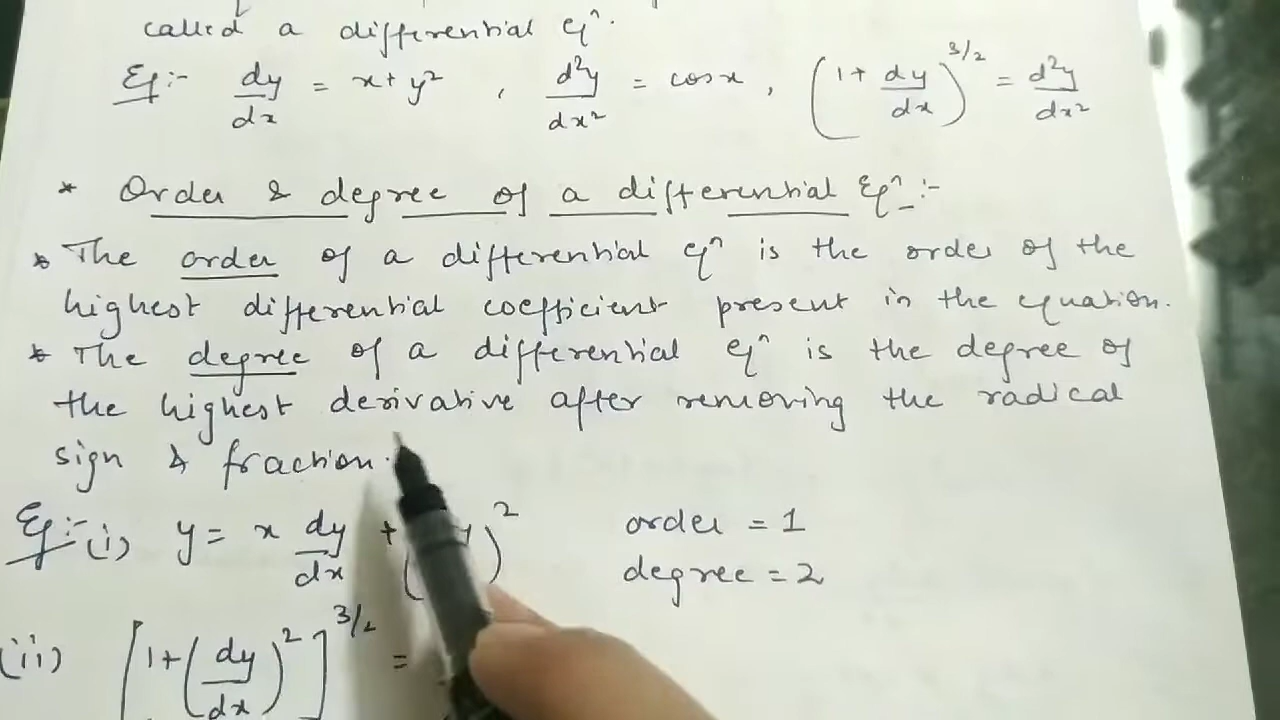 called a differential eqⁿ.
Eg:- dy/dx = x + y² , d²y/dx² = cos x , (1 + dy/dx)^3/2 = d²y/dx²
* Order & degree of a differential Eqⁿ :-
* The order of a differential eqⁿ is the order of the
highest differential coefficient present in the equation.
* The degree of a differential eqⁿ is the degree of
the highest derivative after removing the radical
sign & fraction.
Eg:- (i) y = x dy/dx + ( )² order = 1
degree = 2
(ii) [1 + (dy/dx)²]^3/2 =